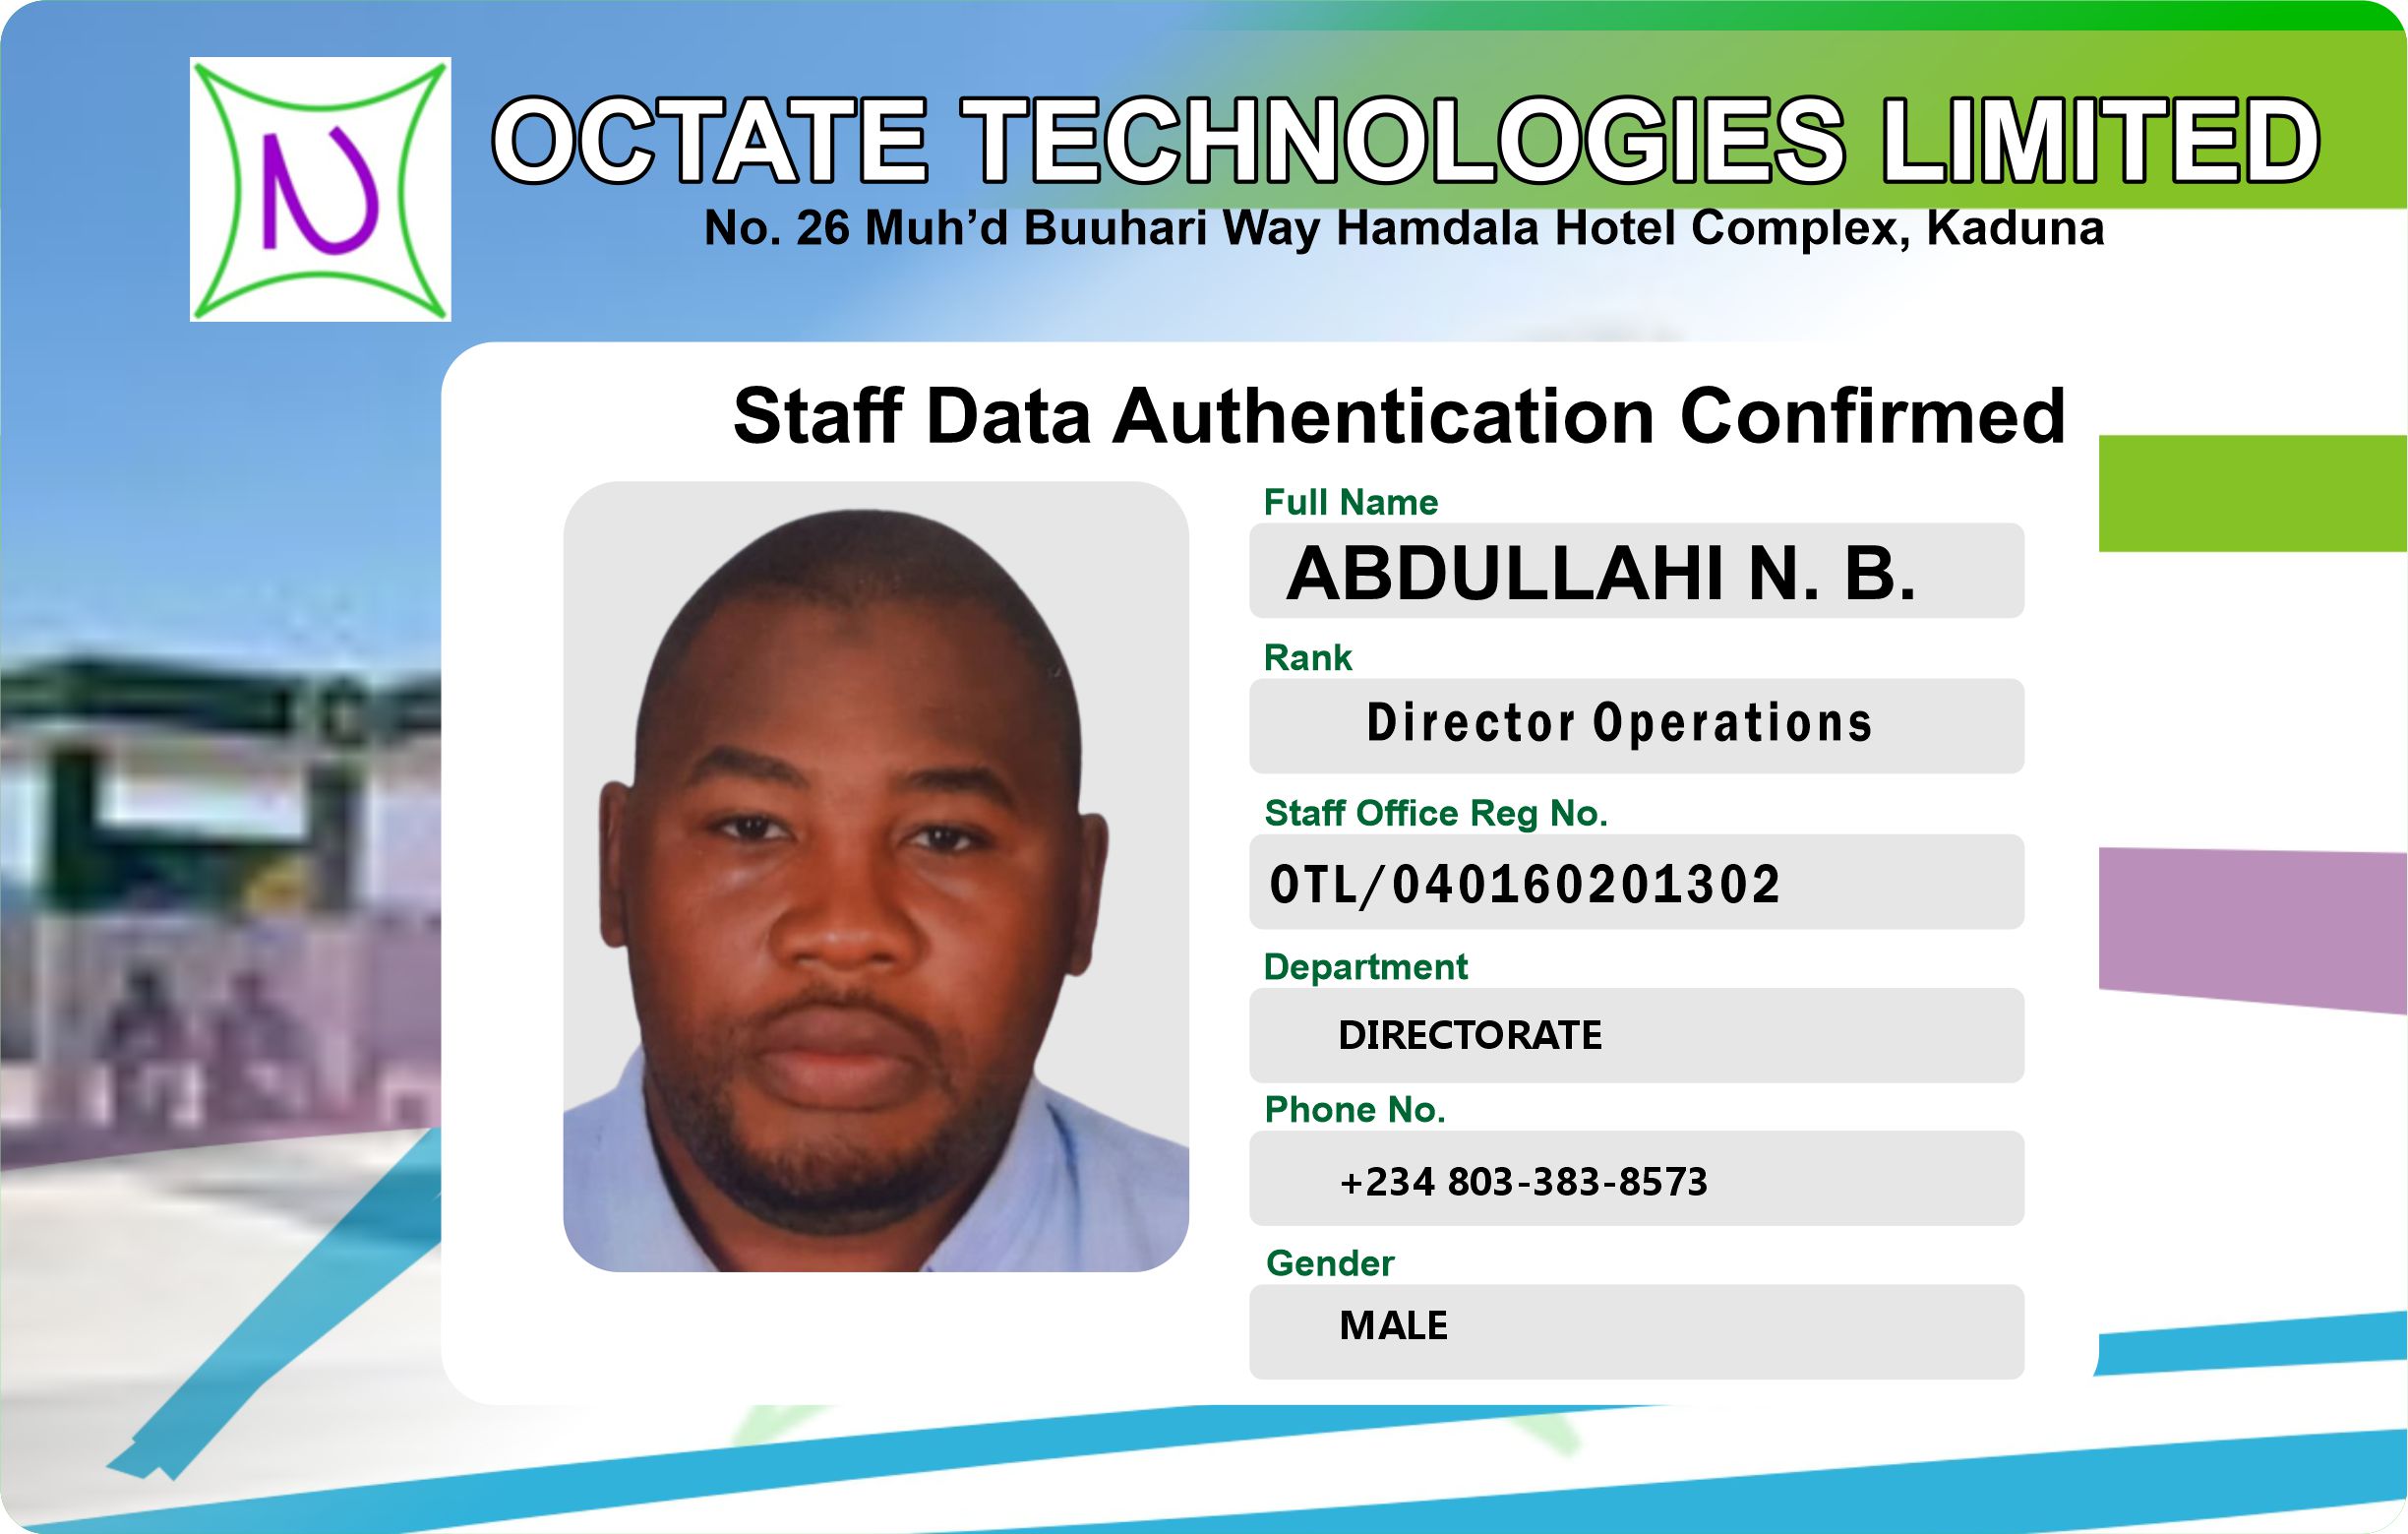 N
OCTATE TECHNOLOGIES LIMITED
No. 26 Muh’d Buuhari Way Hamdala Hotel Complex, Kaduna
Staff Data Authentication Confirmed
Full Name
ABDULLAHI N. B.
Rank
Director Operations
Staff Office Reg No.
OTL/040160201302
Department
DIRECTORATE
Phone No.
+234 803-383-8573
Gender
MALE